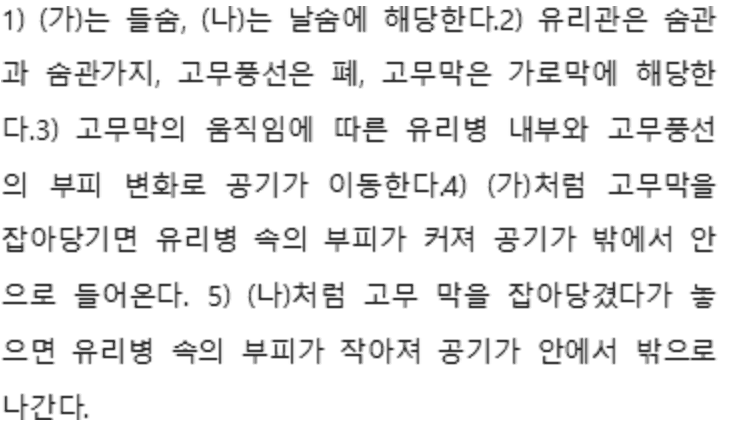 1) (가)는 들숨, (나)는 날숨에 해당한다.2) 유리관은 숨관
과 숨관가지, 고무풍선은 폐, 고무막은 가로막에 해당한
다.3) 고무막의 움직임에 따른 유리병 내부와 고무풍선
의 부피 변화로 공기가 이동한다.4) (가)처럼 고무막을
잡아당기면 유리병 속의 부피가 커져 공기가 밖에서 안
으로 들어온다. 5) (나)처럼 고무 막을 잡아당겼다가 놓
으면 유리병 속의 부피가 작아져 공기가 안에서 밖으로
나간다.